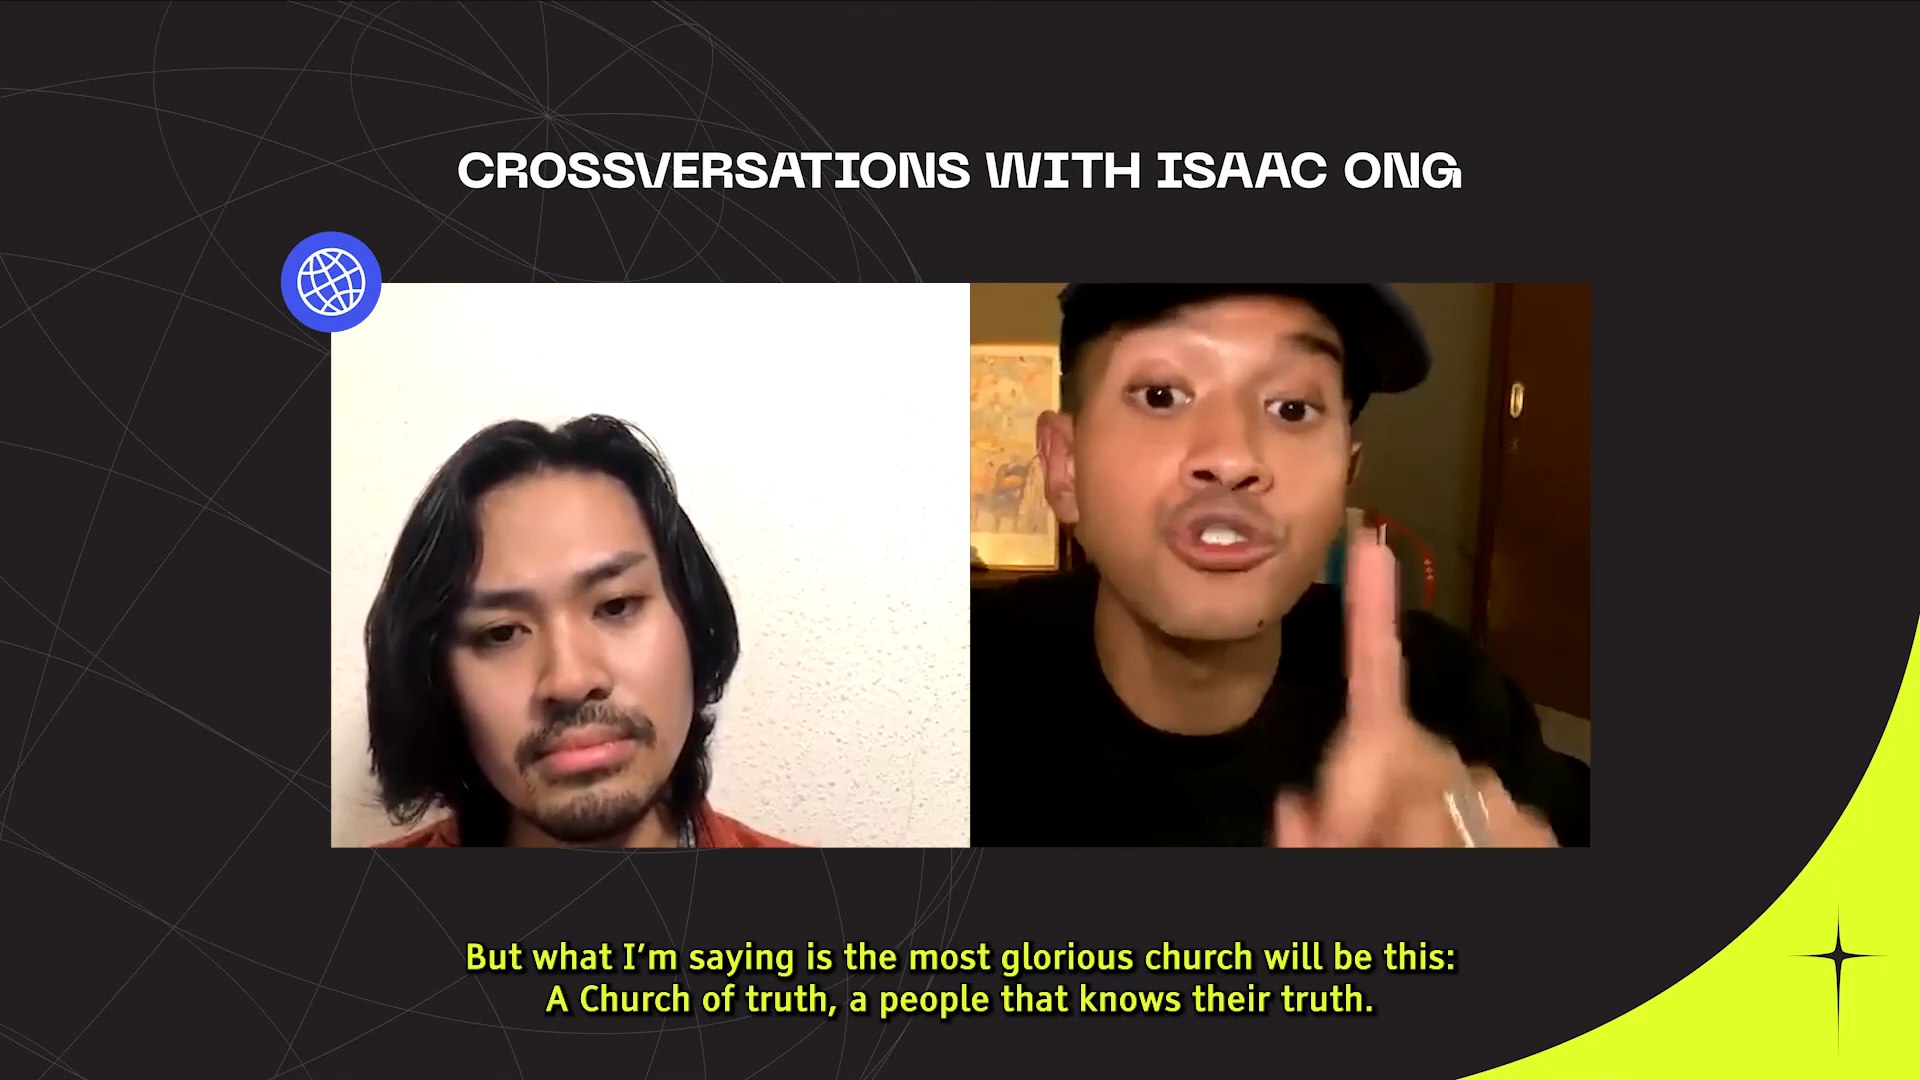 CROSSVERSATIONS WITH ISAAC ONG
But what I’m saying is the most glorious church will be this:
A Church of truth, a people that knows their truth.